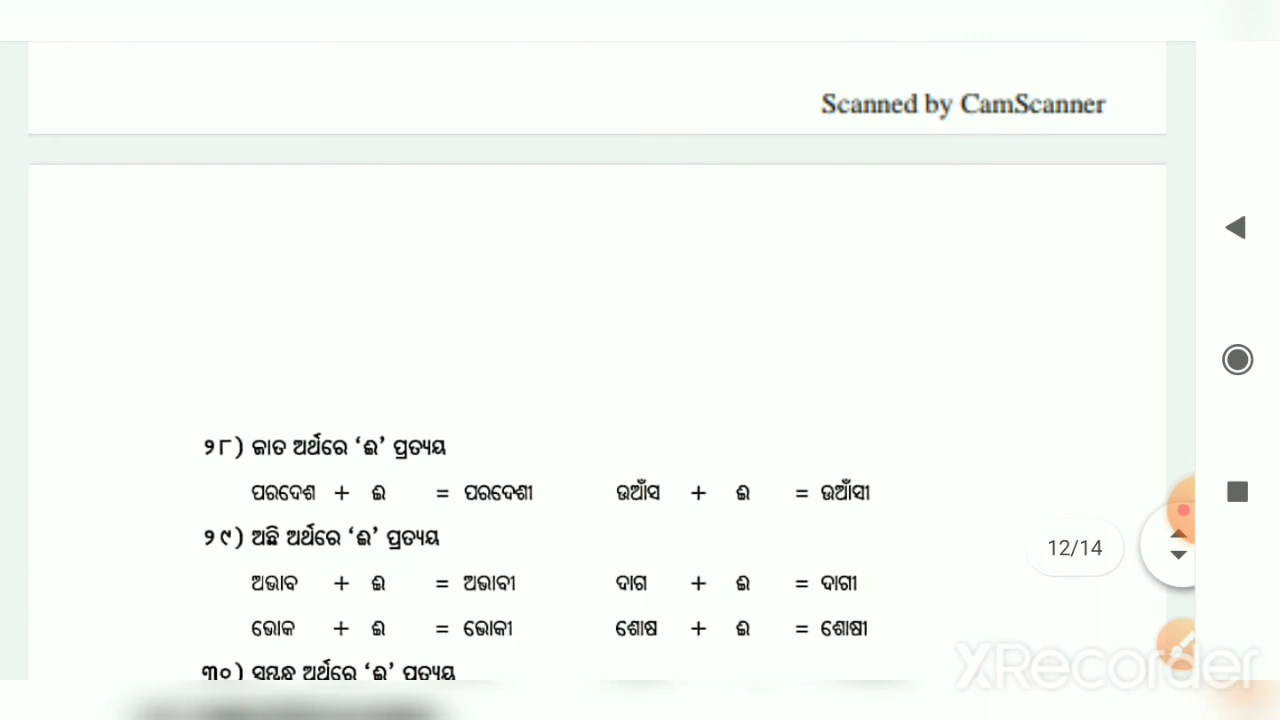 Scanned by CamScanner
୨୮) ଜାତ ଅର୍ଥରେ ‘ଈ’ ପ୍ରତ୍ୟୟ
ପରଦେଶ + ଈ = ପରଦେଶୀ ଉଆଁସ + ଈ = ଉଆଁସୀ
୨୯) ଅଛି ଅର୍ଥରେ ‘ଈ’ ପ୍ରତ୍ୟୟ
12/14
ଅଭାବ + ଈ = ଅଭାବୀ ଦାଗ + ଈ = ଦାଗୀ
ଭୋକ + ଈ = ଭୋକୀ ଶୋଷ + ଈ = ଶୋଷୀ
୩୦) ସମ୍ବନ୍ଧ ଅର୍ଥରେ ‘ଈ’ ପ୍ରତ୍ୟୟ
XRecorder